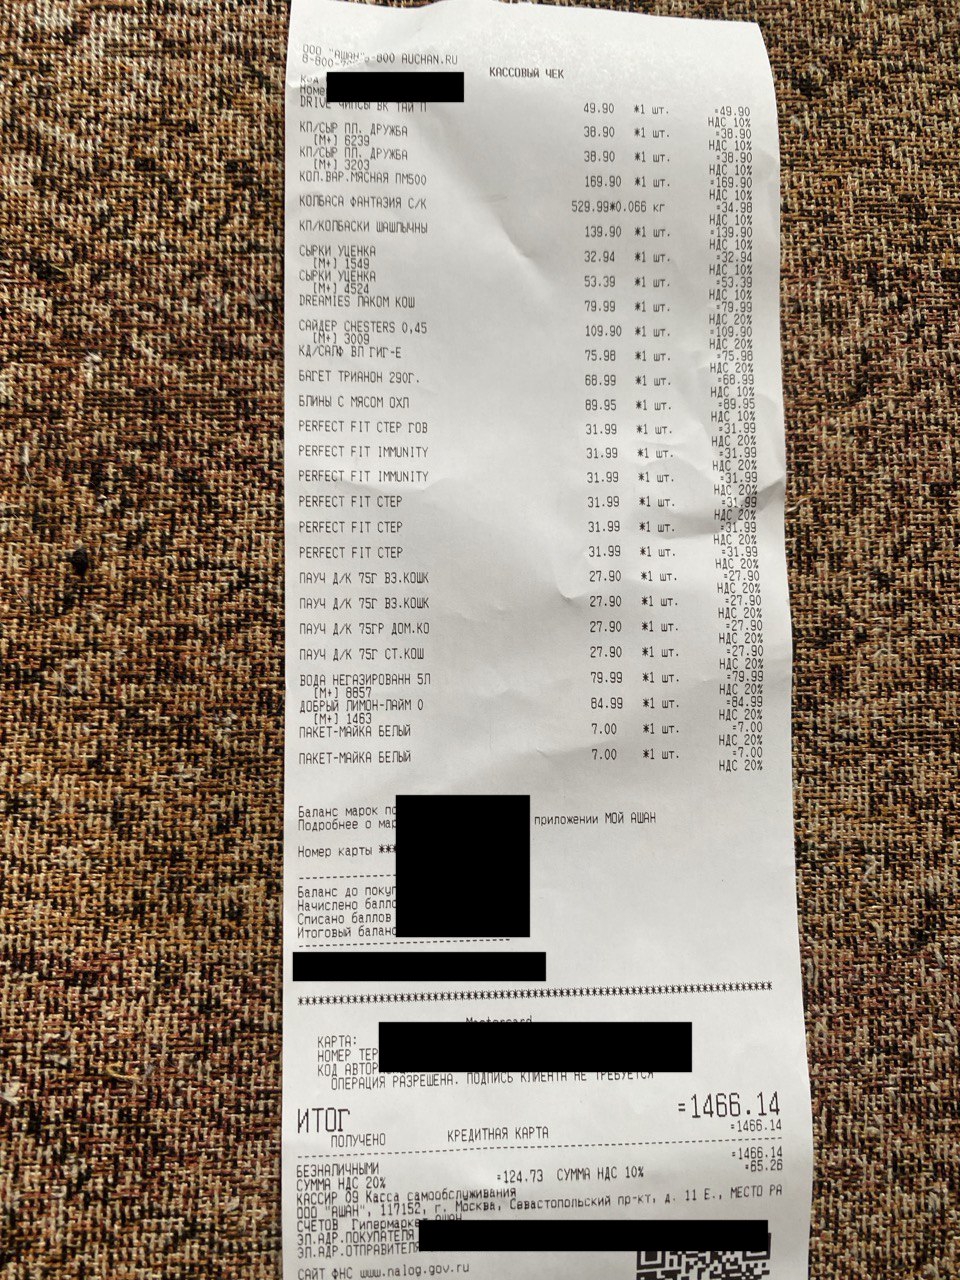 ООО "АШАН" 8-800 AUCHAN.RU
КАССОВЫЙ ЧЕК
Номе
DRIVE ЧИПСЫ ВК ТАЙ П 49.90 *1 шт. =49.90
НДС 10%
КП/СЫР ПЛ. ДРУЖБА 38.90 *1 шт. =38.90
[М+] 6239 НДС 10%
КП/СЫР ПЛ. ДРУЖБА 38.90 *1 шт. =38.90
[М+] 3203 НДС 10%
КОЛ.ВАР.МЯСНАЯ ПМ500 169.90 *1 шт. =169.90
НДС 10%
КОЛБАСА ФАНТАЗИЯ С/К 529.99*0.066 кг =34.98
НДС 10%
КП/КОЛБАСКИ ШАШЛЫЧНЫ 139.90 *1 шт. =139.90
НДС 10%
СЫРКИ УЦЕНКА 32.94 *1 шт. =32.94
[М+] 1549 НДС 10%
СЫРКИ УЦЕНКА 53.39 *1 шт. =53.39
[М+] 4524 НДС 10%
DREAMIES ЛАКОМ КОШ 79.99 *1 шт. =79.99
НДС 20%
САЙДЕР CHESTERS 0,45 109.90 *1 шт. =109.90
[М+] 3009 НДС 20%
КД/САЛФ ВЛ ГИГ-Е 75.98 *1 шт. =75.98
НДС 20%
БАГЕТ ТРИАНОН 290Г. 68.99 *1 шт. =68.99
НДС 10%
БЛИНЫ С МЯСОМ ОХЛ 89.95 *1 шт. =89.95
НДС 10%
PERFECT FIT СТЕР ГОВ 31.99 *1 шт. =31.99
НДС 20%
PERFECT FIT IMMUNITY 31.99 *1 шт. =31.99
НДС 20%
PERFECT FIT IMMUNITY 31.99 *1 шт. =31.99
НДС 20%
PERFECT FIT СТЕР 31.99 *1 шт. =31.99
НДС 20%
PERFECT FIT СТЕР 31.99 *1 шт. =31.99
НДС 20%
PERFECT FIT СТЕР 31.99 *1 шт. =31.99
НДС 20%
ПАУЧ Д/К 75Г ВЗ.КОШК 27.90 *1 шт. =27.90
НДС 20%
ПАУЧ Д/К 75Г ВЗ.КОШК 27.90 *1 шт. =27.90
НДС 20%
ПАУЧ Д/К 75ГР ДОМ.КО 27.90 *1 шт. =27.90
НДС 20%
ПАУЧ Д/К 75Г СТ.КОШ 27.90 *1 шт. =27.90
НДС 20%
ВОДА НЕГАЗИРОВАНН 5Л 79.99 *1 шт. =79.99
[М+] 8857 НДС 20%
ДОБРЫЙ ЛИМОН-ЛАЙМ 0 84.99 *1 шт. =84.99
[М+] 1463 НДС 20%
ПАКЕТ-МАЙКА БЕЛЫЙ 7.00 *1 шт. =7.00
НДС 20%
ПАКЕТ-МАЙКА БЕЛЫЙ 7.00 *1 шт. =7.00
НДС 20%
Баланс марок по
Подробнее о мар приложении МОЙ АШАН
Номер карты ***
Баланс до покуп
Начислено балло
Списано баллов
Итоговый баланс
Mastercard
КАРТА:
НОМЕР ТЕР
КОД АВТОР
ОПЕРАЦИЯ РАЗРЕШЕНА. ПОДПИСЬ КЛИЕНТА НЕ ТРЕБУЕТСЯ
ИТОГ =1466.14
=1466.14
ПОЛУЧЕНО КРЕДИТНАЯ КАРТА
БЕЗНАЛИЧНЫМИ =1466.14
СУММА НДС 20% =124.73 СУММА НДС 10% =65.26
КАССИР 09 Касса самообслуживания
ООО "АШАН", 117152, г. Москва, Севастопольский пр-кт, д. 11 Е., МЕСТО РА
СЧЕТОВ Гипермаркет Ашан
ЭЛ.АДР.ПОКУПАТЕЛЯ
ЭЛ.АДР.ОТПРАВИТЕЛЯ
САЙТ ФНС www.nalog.gov.ru